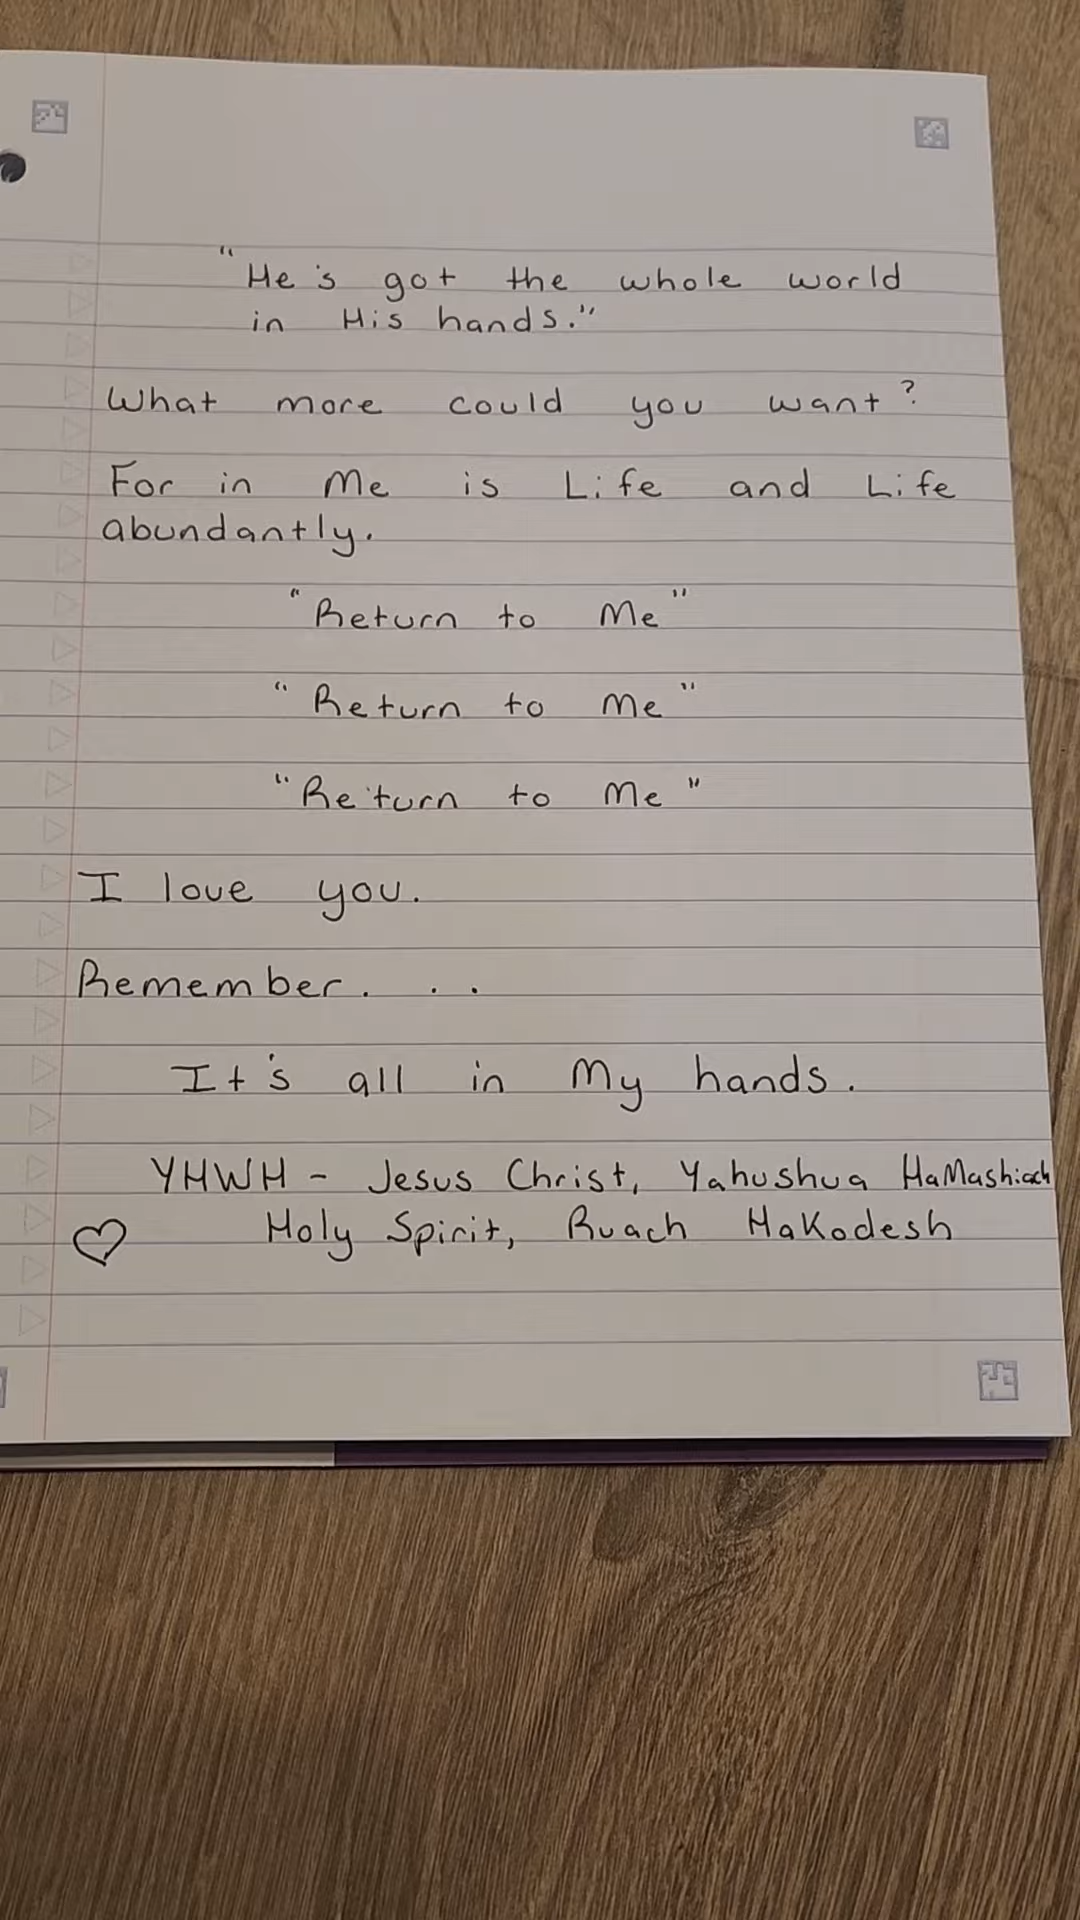 "He's got the whole world
in His hands."
What more could you want?
For in Me is Life and Life
abundantly.
"Return to Me"
"Return to Me"
"Return to Me"
I love you.
Remember...
It's all in My hands.
YHWH - Jesus Christ, Yahushua HaMashiach
Holy Spirit, Ruach HaKodesh